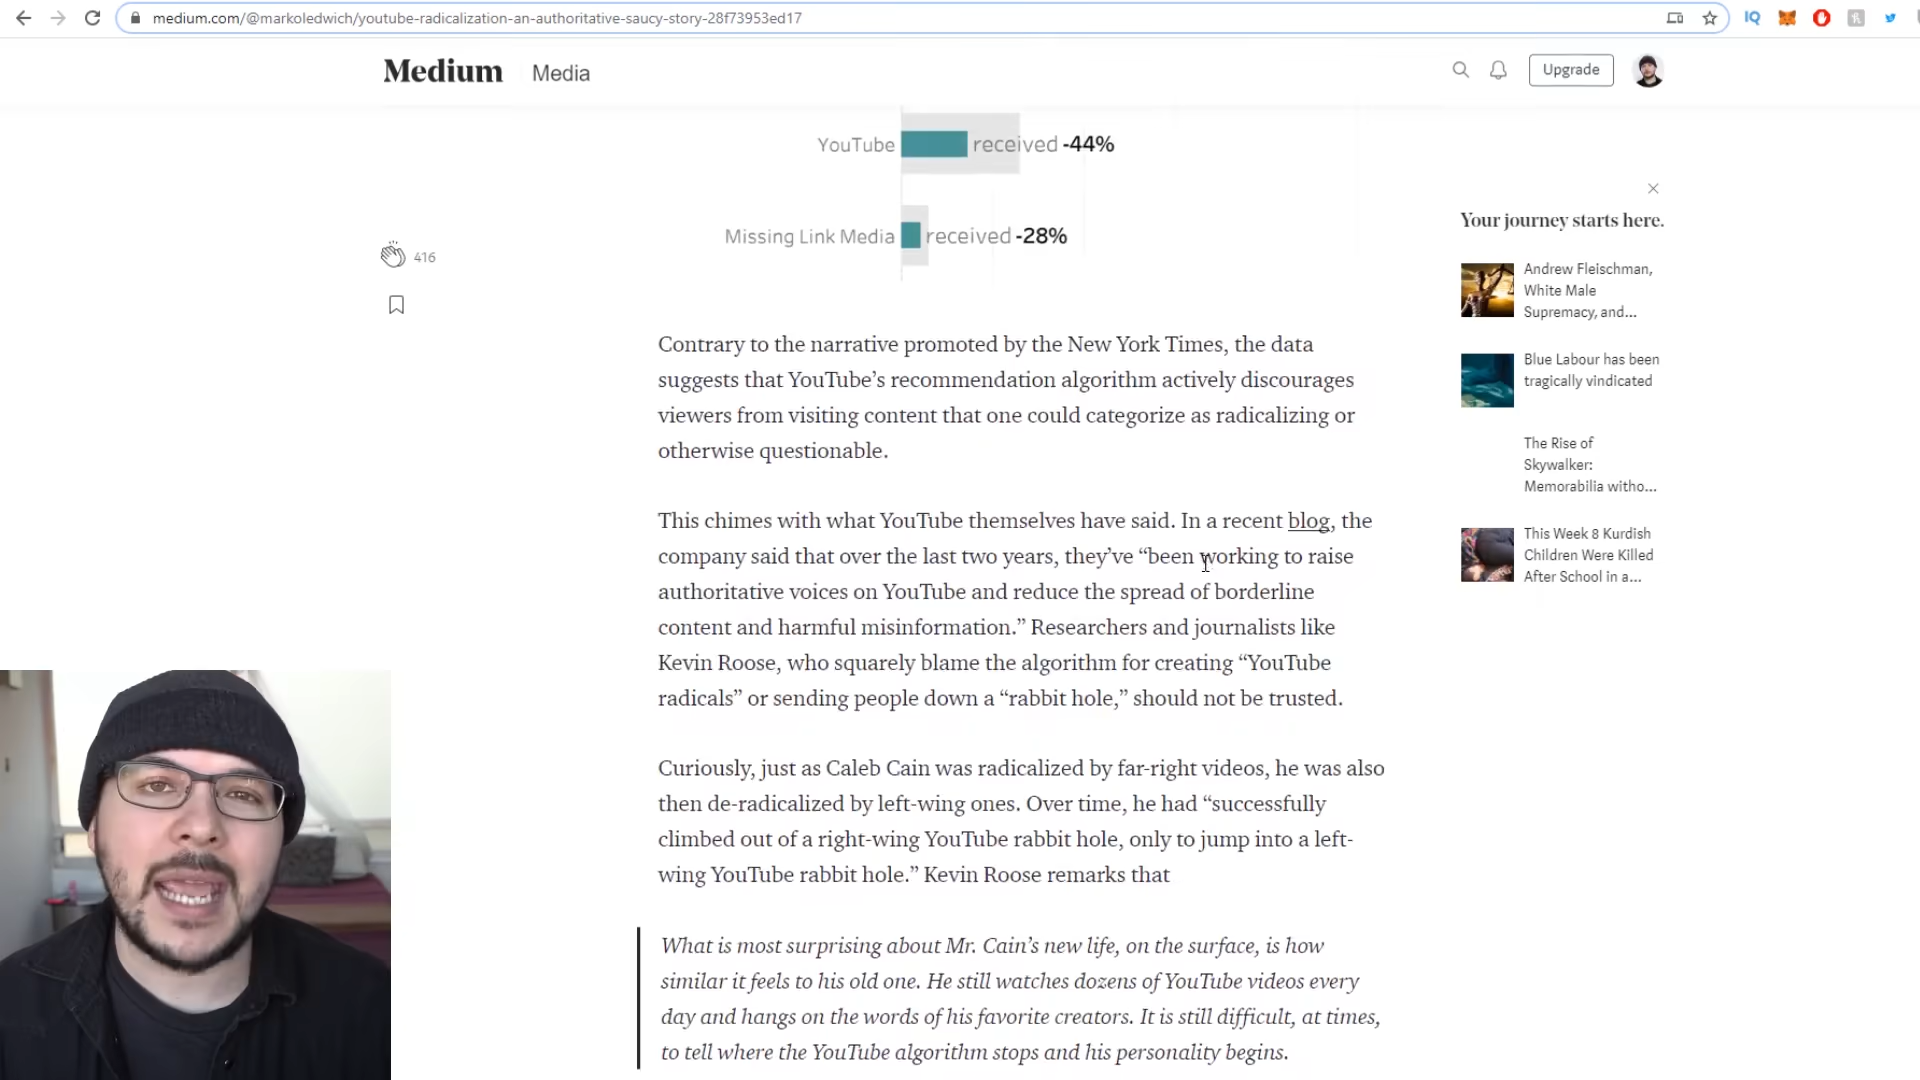 medium.com/@markoledwich/youtube-radicalization-an-authoritative-saucy-story-28f73953ed17
IQ
Medium
Media
Upgrade
YouTube received -44%
Missing Link Media received -28%
416
Contrary to the narrative promoted by the New York Times, the data
suggests that YouTube’s recommendation algorithm actively discourages
viewers from visiting content that one could categorize as radicalizing or
otherwise questionable.
This chimes with what YouTube themselves have said. In a recent blog, the
company said that over the last two years, they’ve “been working to raise
authoritative voices on YouTube and reduce the spread of borderline
content and harmful misinformation.” Researchers and journalists like
Kevin Roose, who squarely blame the algorithm for creating “YouTube
radicals” or sending people down a “rabbit hole,” should not be trusted.
Curiously, just as Caleb Cain was radicalized by far-right videos, he was also
then de-radicalized by left-wing ones. Over time, he had “successfully
climbed out of a right-wing YouTube rabbit hole, only to jump into a left-
wing YouTube rabbit hole.” Kevin Roose remarks that
What is most surprising about Mr. Cain’s new life, on the surface, is how
similar it feels to his old one. He still watches dozens of YouTube videos every
day and hangs on the words of his favorite creators. It is still difficult, at times,
to tell where the YouTube algorithm stops and his personality begins.
Your journey starts here.
Andrew Fleischman,
White Male
Supremacy, and...
Blue Labour has been
tragically vindicated
The Rise of
Skywalker:
Memorabilia witho...
This Week 8 Kurdish
Children Were Killed
After School in a...